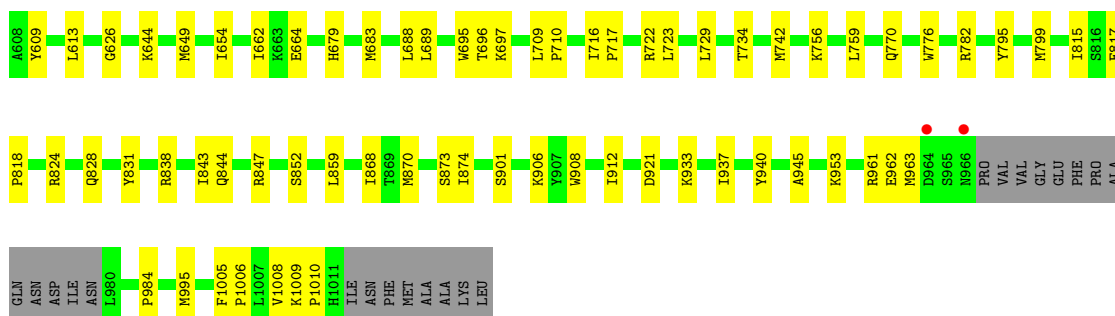 A608 Y609 L613 G626 K644 M649 I654 I662 K663 E664 H679 M683 L688 L689 W695 T696 K697 L709 P710 I716 P717 R722 L723 L729 T734 M742 K756 L759 Q770 W776 R782 Y795 M799 I815 S816 E817
P818 R824 Q828 Y831 R838 I843 Q844 R847 S852 L859 I868 T869 M870 S873 I874 S901 K906 Y907 W908 I912 D921 K933 I937 Y940 A945 K953 R961 E962 M963 D964 S965 N966 PRO VAL VAL GLY GLU PHE PRO ALA
GLN ASN ASP ILE ASN L980 P984 M995 F1005 P1006 L1007 V1008 K1009 P1010 H1011 ILE ASN PHE MET ALA ALA LYS LEU